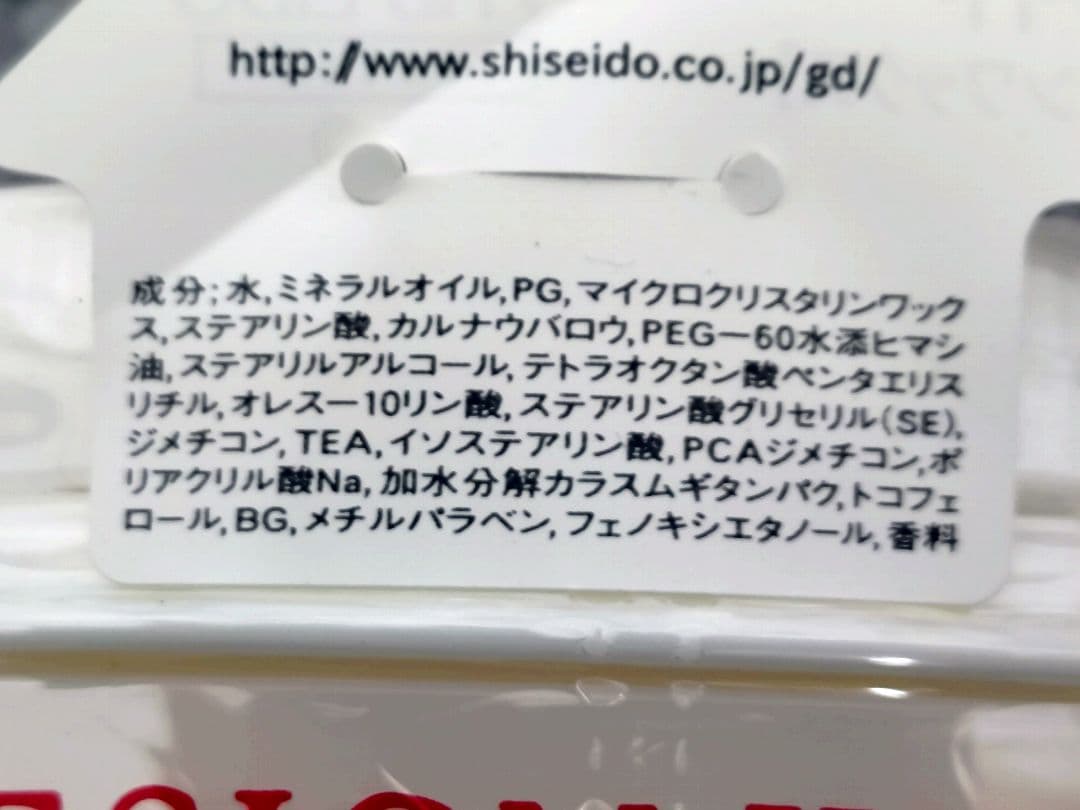 http://www.shiseido.co.jp/gd/
成分;水,ミネラルオイル,PG,マイクロクリスタリンワック
ス,ステアリン酸,カルナウバロウ,PEG－60水添ヒマシ
油,ステアリルアルコール,テトラオクタン酸ペンタエリス
リチル,オレス－10リン酸,ステアリン酸グリセリル(SE),
ジメチコン,TEA,イソステアリン酸,PCAジメチコン,ポ
リアクリル酸Na,加水分解カラスムギタンパク,トコフェ
ロール,BG,メチルパラベン,フェノキシエタノール,香料